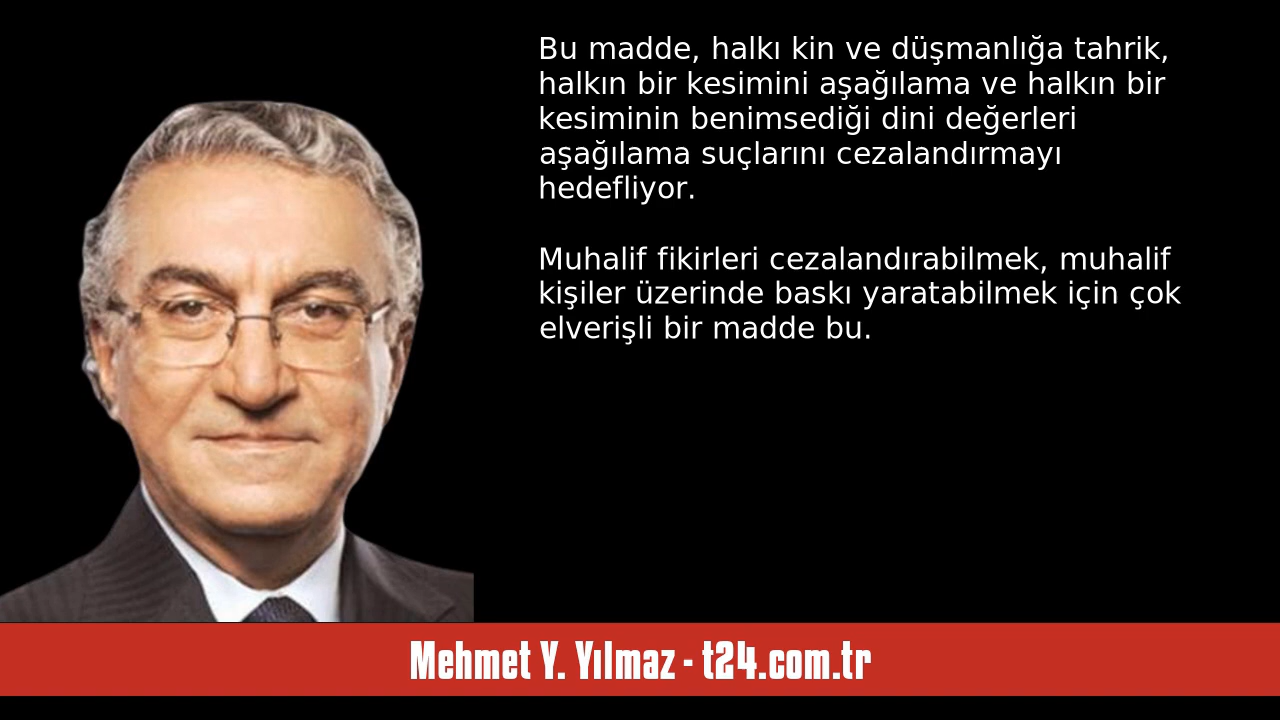 Bu madde, halkı kin ve düşmanlığa tahrik,
halkın bir kesimini aşağılama ve halkın bir
kesiminin benimsediği dini değerleri
aşağılama suçlarını cezalandırmayı
hedefliyor.
Muhalif fikirleri cezalandırabilmek, muhalif
kişiler üzerinde baskı yaratabilmek için çok
elverişli bir madde bu.
Mehmet Y. Yılmaz - t24.com.tr